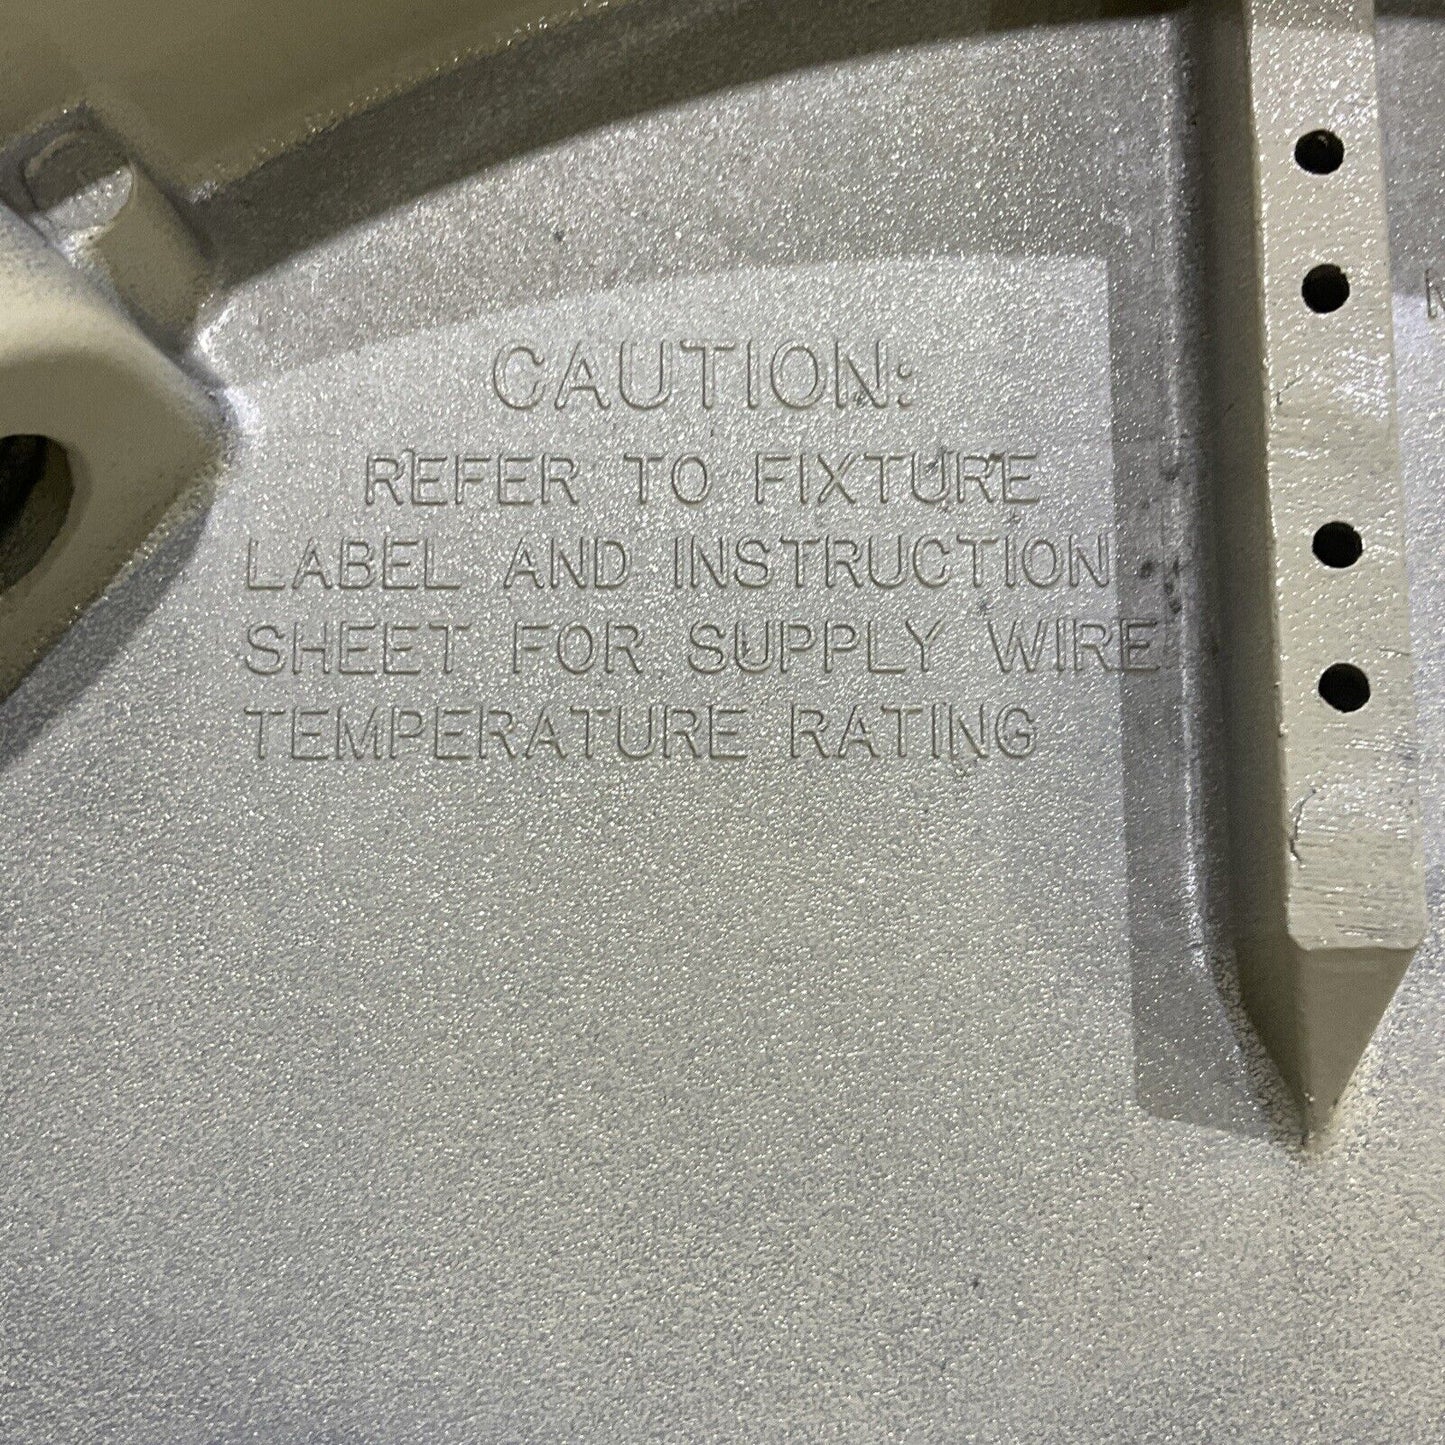 CAUTION:
REFER TO FIXTURE
LABEL AND INSTRUCTION
SHEET FOR SUPPLY WIRE
TEMPERATURE RATING